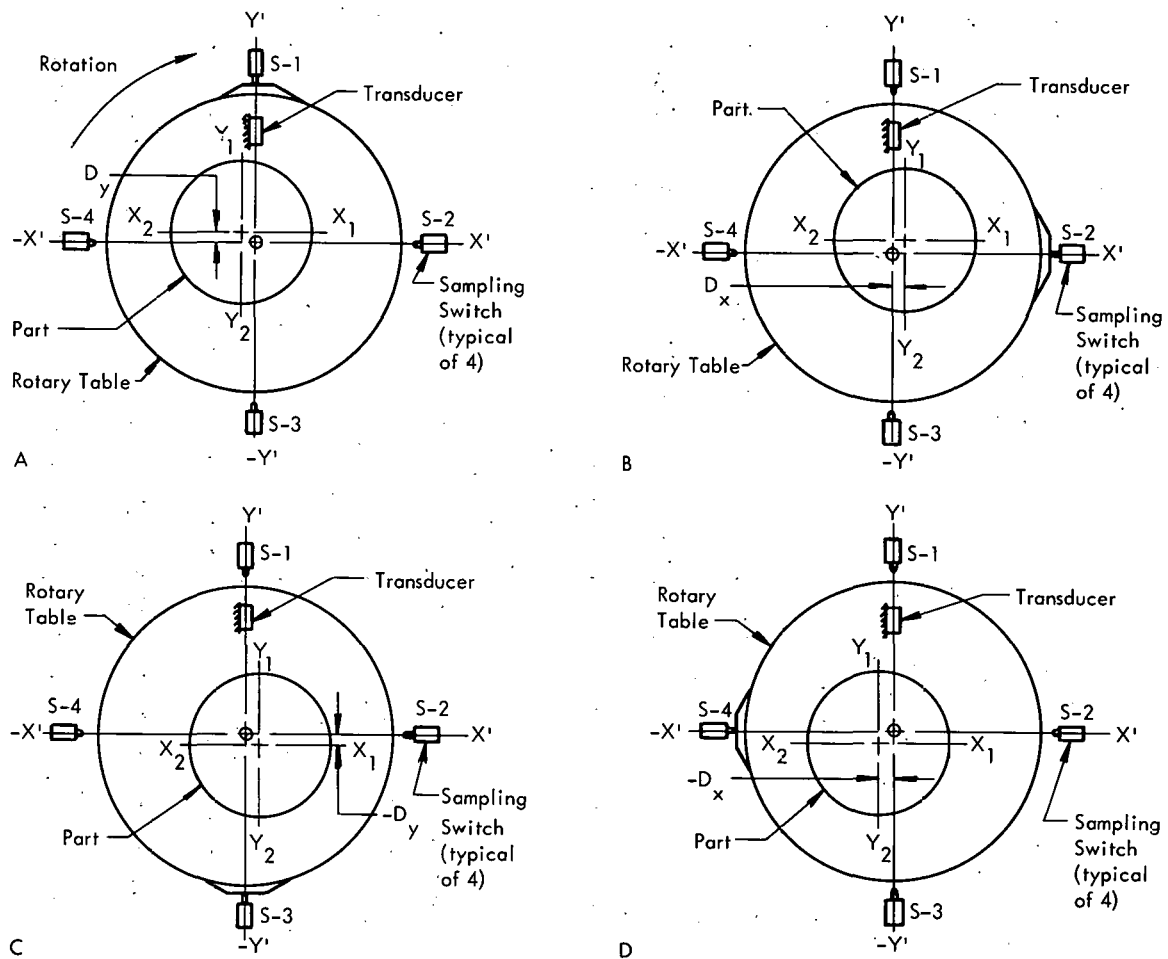 Y'
S-1
Rotation
Transducer
Y1
Dy
S-4
X2
X1
S-2
-X'
X'
Sampling
Switch
(typical
of 4)
Part
Y2
Rotary Table
S-3
-Y'
A
Y'
S-1
Part.
Transducer
Y1
S-4
X2
X1
S-2
-X'
X'
Dx
Sampling
Switch
(typical
of 4)
Y2
Rotary Table
S-3
-Y'
B
Y'
S-1
Rotary
Table
Transducer
Y1
S-4
S-2
-X'
X'
X2
X1
Sampling
Switch
(typical
of 4)
-Dy
Part
Y2
S-3
-Y'
C
Y'
S-1
Rotary
Table
Transducer
Y1
S-4
S-2
-X'
X'
X2
X1
-Dx
Part
Y2
Sampling
Switch
(typical
of 4)
S-3
-Y'
D